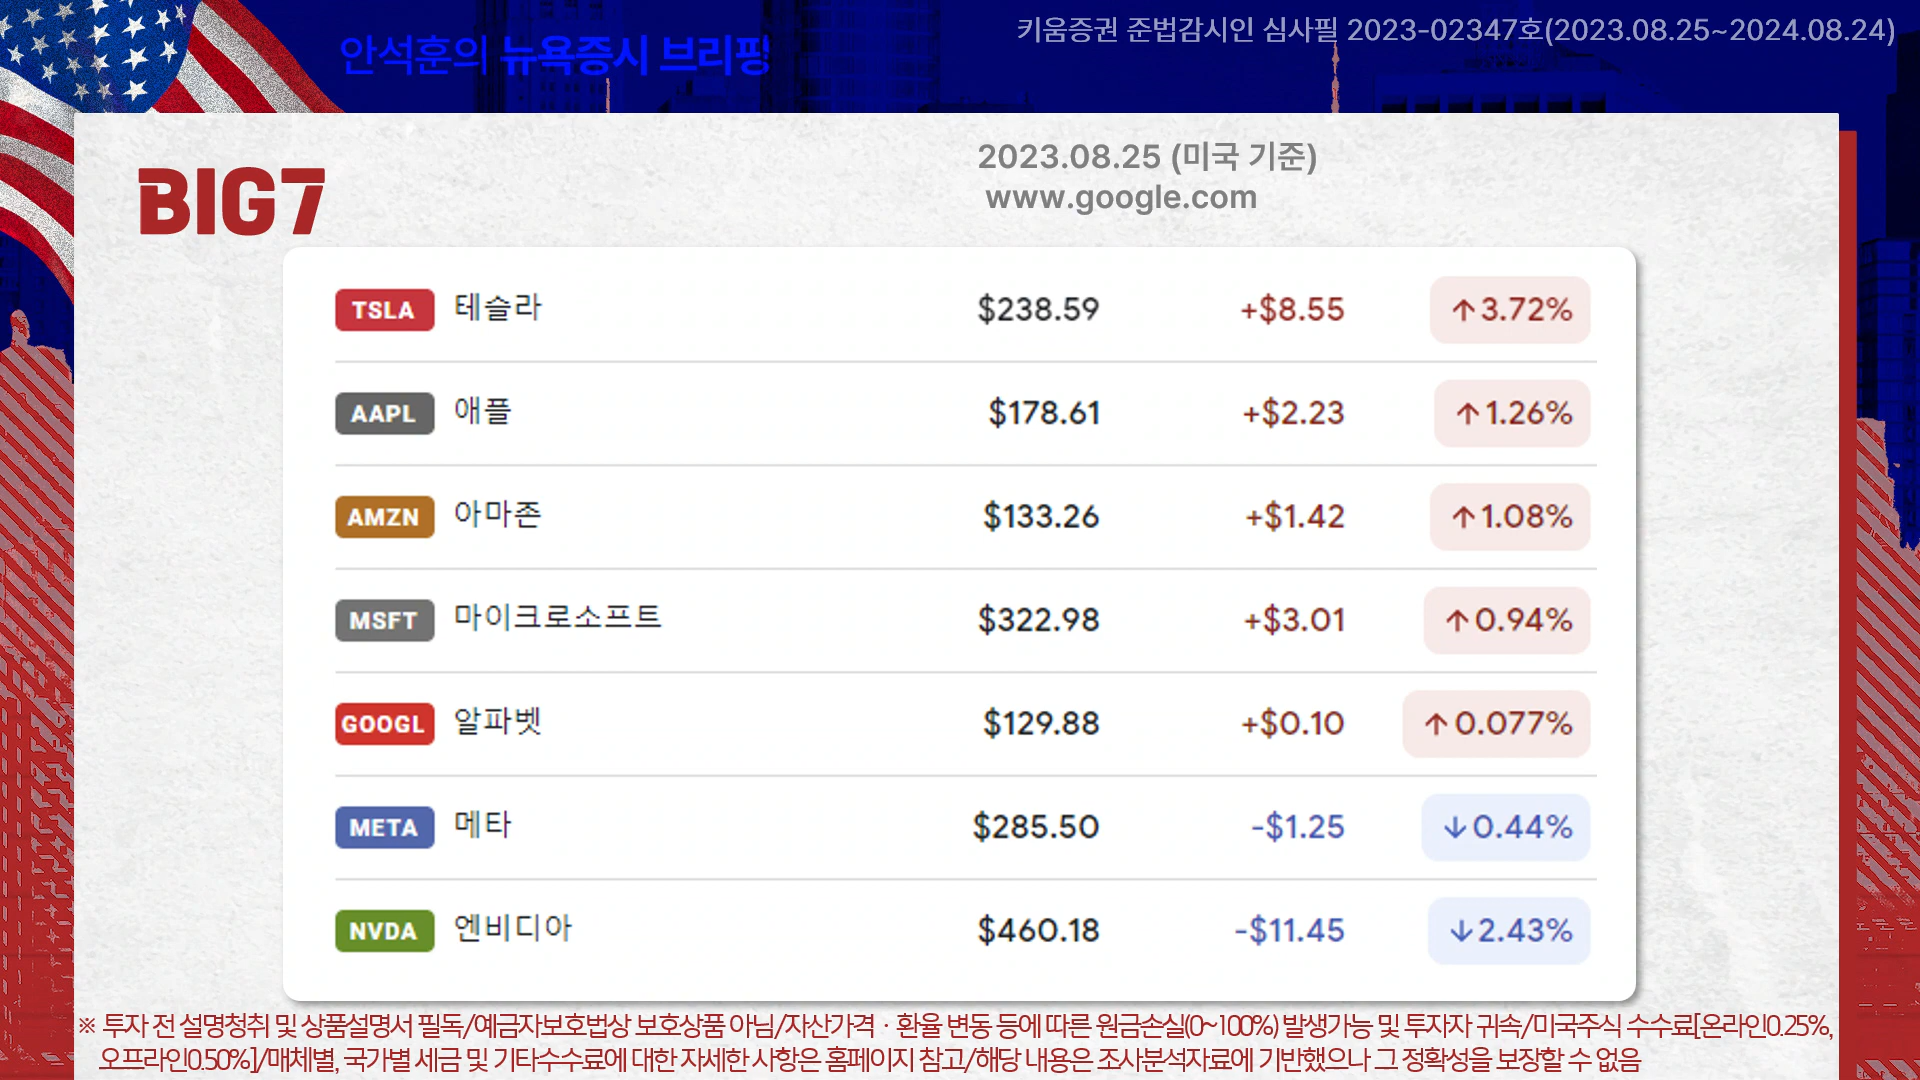 키움증권 준법감시인 심사필 2023-02347호(2023.08.25~2024.08.24)
안석훈의 뉴욕증시 브리핑
BIG7
2023.08.25 (미국 기준)
www.google.com
TSLA 테슬라 $238.59 +$8.55 ↑3.72%
AAPL 애플 $178.61 +$2.23 ↑1.26%
AMZN 아마존 $133.26 +$1.42 ↑1.08%
MSFT 마이크로소프트 $322.98 +$3.01 ↑0.94%
GOOGL 알파벳 $129.88 +$0.10 ↑0.077%
META 메타 $285.50 -$1.25 ↓0.44%
NVDA 엔비디아 $460.18 -$11.45 ↓2.43%
※ 투자 전 설명청취 및 상품설명서 필독/예금자보호법상 보호상품 아님/자산가격 · 환율 변동 등에 따른 원금손실(0~100%) 발생가능 및 투자자 귀속/미국주식 수수료[온라인0.25%,
오프라인0.50%]/매체별, 국가별 세금 및 기타수수료에 대한 자세한 사항은 홈페이지 참고/해당 내용은 조사분석자료에 기반했으나 그 정확성을 보장할 수 없음